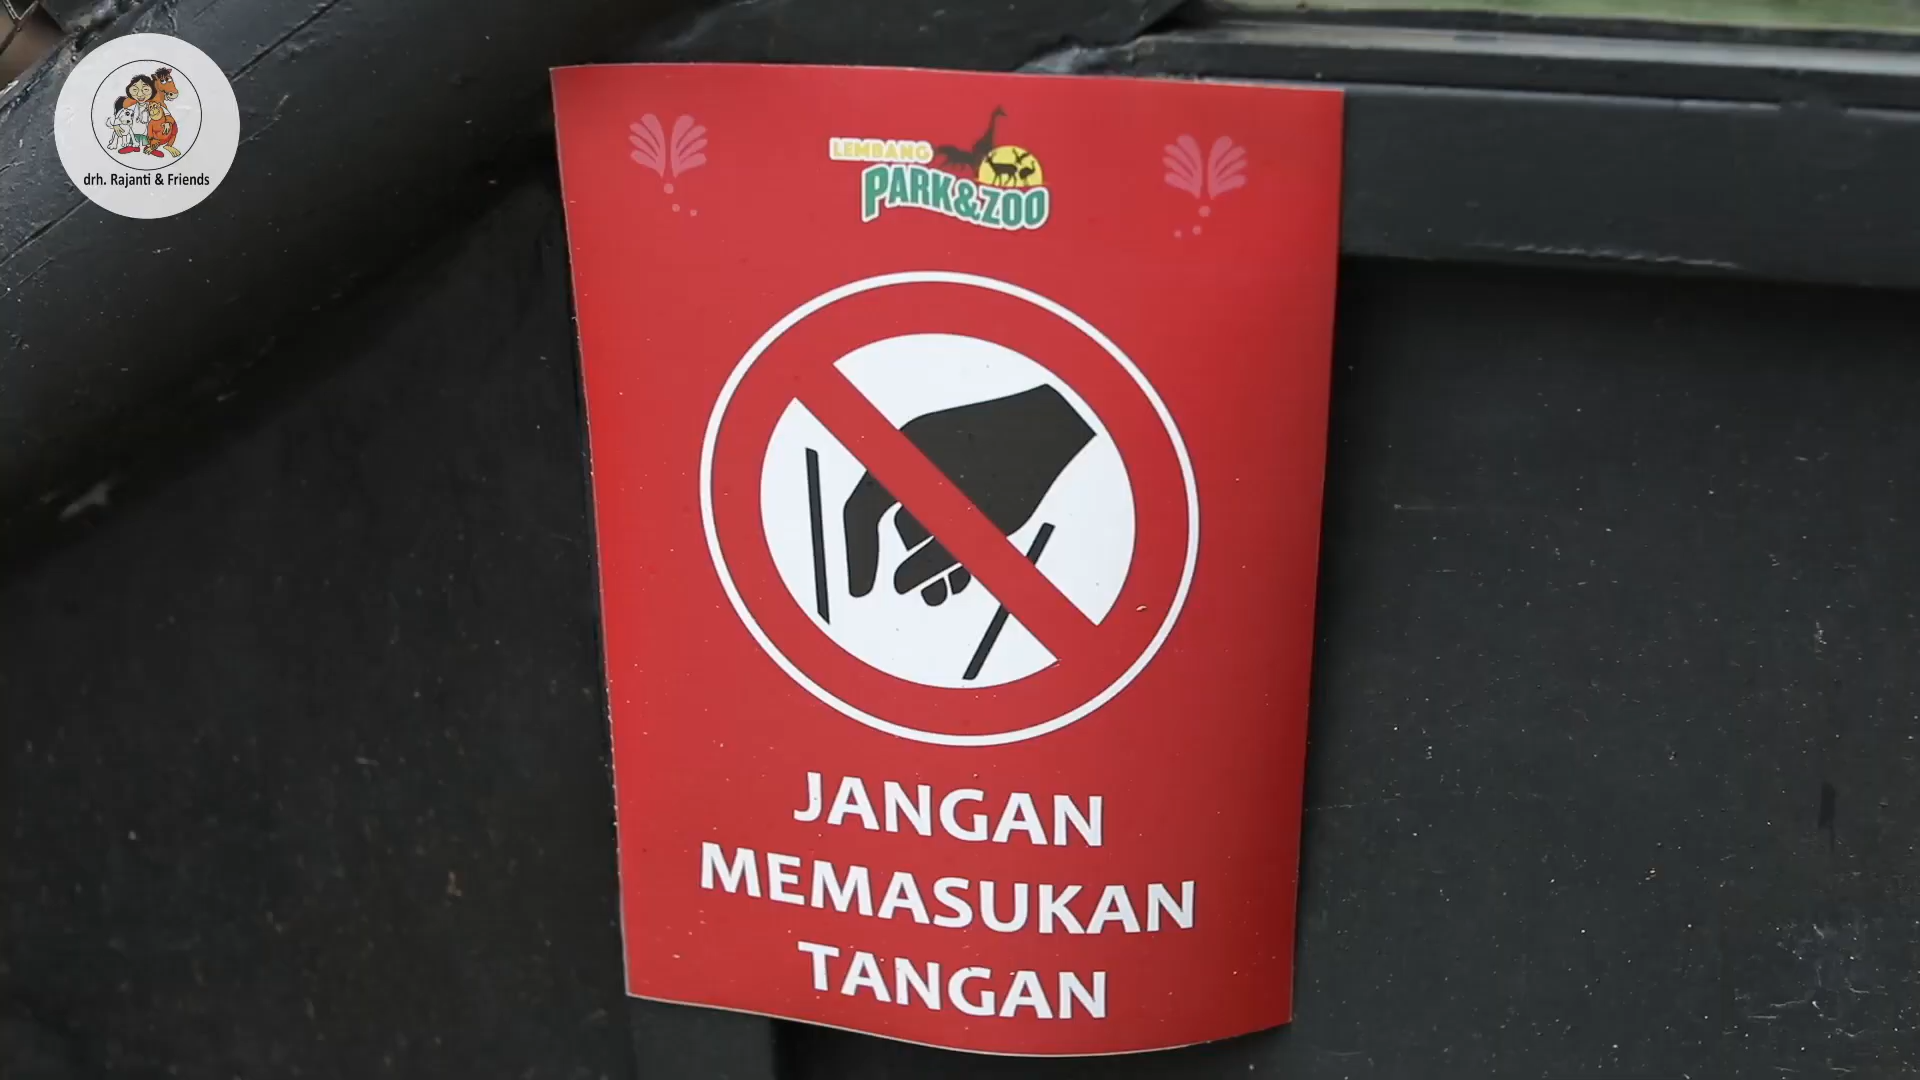 drh. Rajanti & Friends
LEMBANG
PARK&ZOO
JANGAN
MEMASUKAN
TANGAN